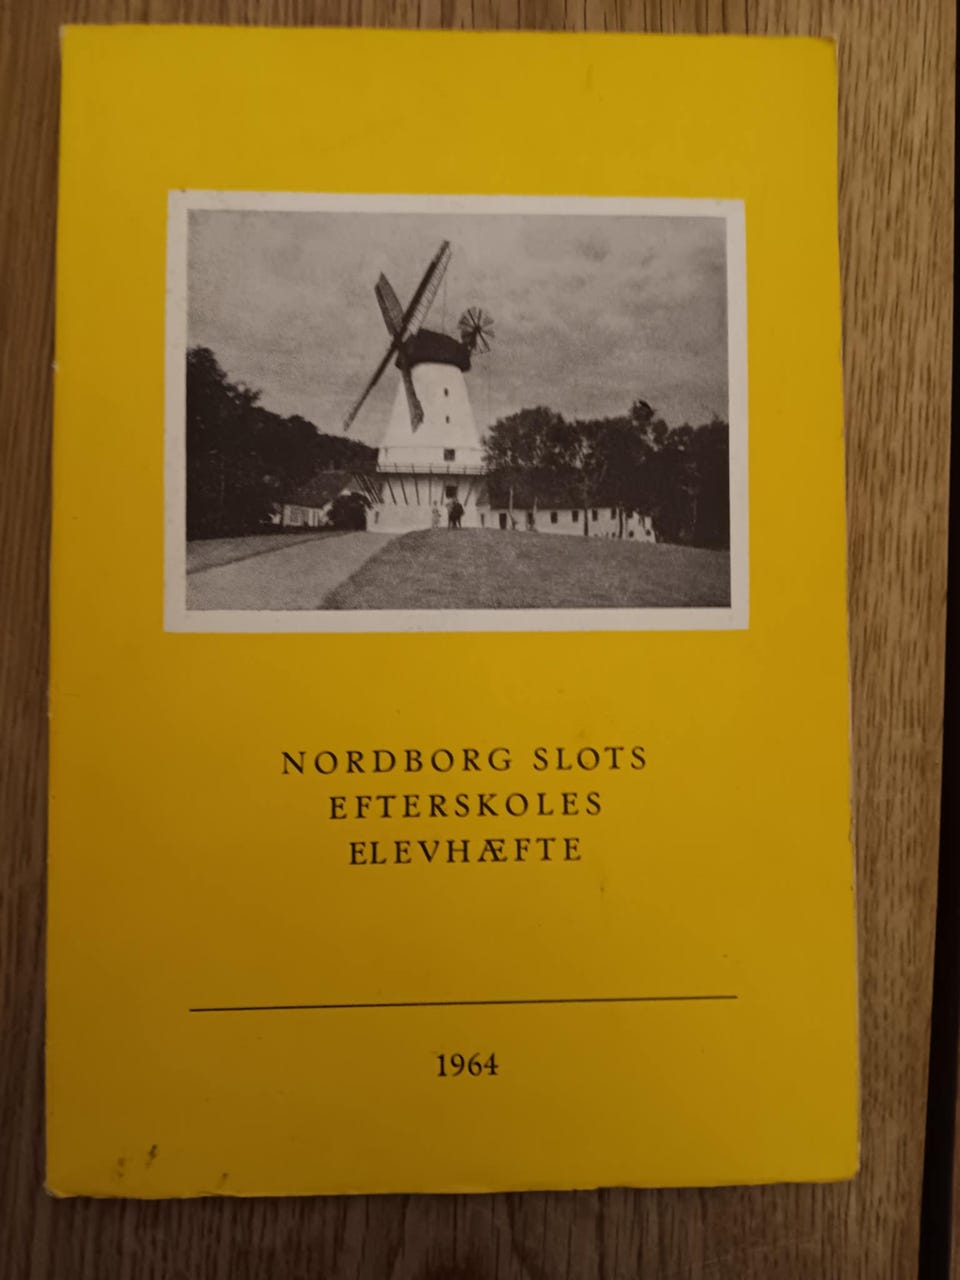 NORDBORG SLOTS
EFTERSKOLES
ELEVHÆFTE
1964